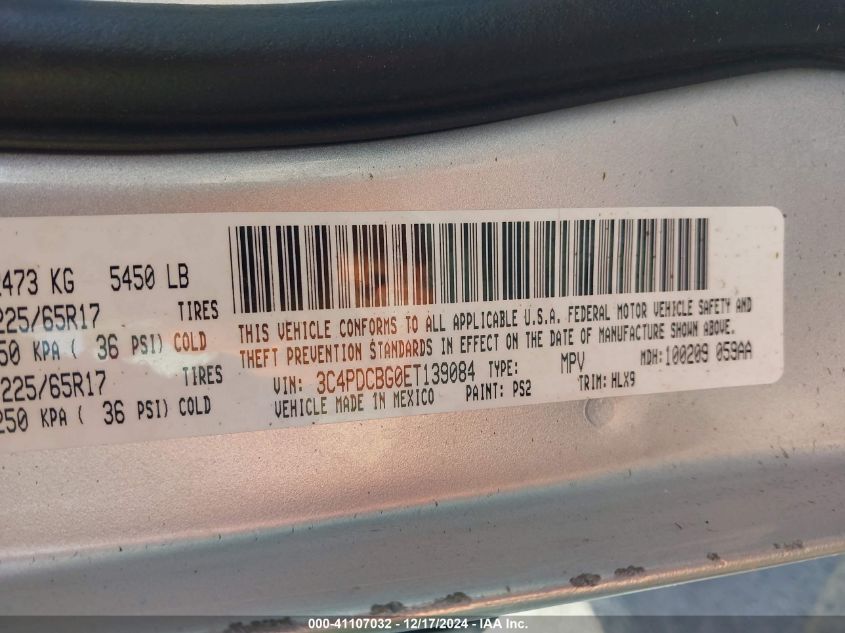 2473 KG 5450 LB
225/65R17 TIRES
250 KPA ( 36 PSI) COLD
225/65R17 TIRES
250 KPA ( 36 PSI) COLD
THIS VEHICLE CONFORMS TO ALL APPLICABLE U.S.A. FEDERAL MOTOR VEHICLE SAFETY AND
THEFT PREVENTION STANDARDS IN EFFECT ON THE DATE OF MANUFACTURE SHOWN ABOVE.
VIN: 3C4PDCBG0ET139084 TYPE: MPV MDH: 100209 059AA
VEHICLE MADE IN MEXICO PAINT: PS2 TRIM: HLX9
000-41107032 - 12/17/2024 - IAA Inc.